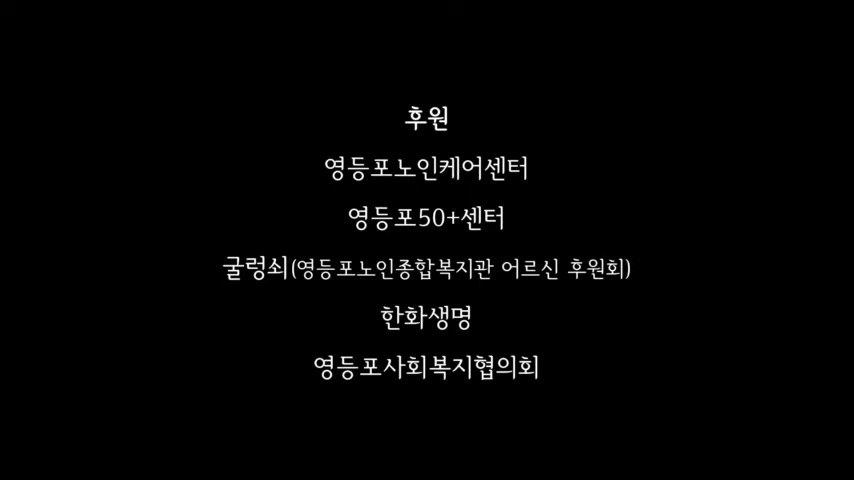 후원
영등포노인케어센터
영등포50+센터
굴렁쇠(영등포노인종합복지관 어르신 후원회)
한화생명
영등포사회복지협의회